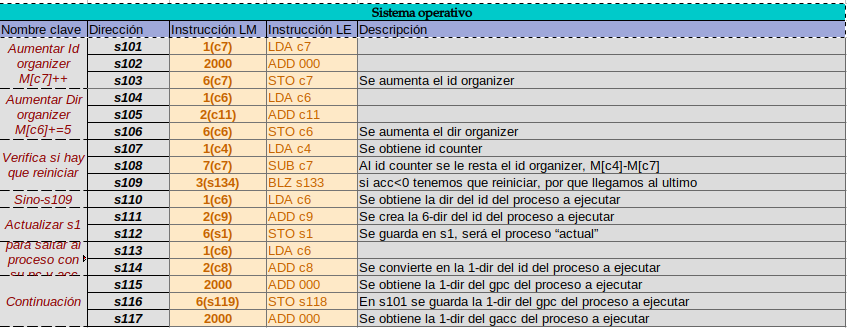 Sistema operativo
Nombre clave Dirección Instrucción LM Instrucción LE Descripción
Aumentar Id organizer M[c7]++
s101 1(c7) LDA c7
s102 2000 ADD 000
s103 6(c7) STO c7 Se aumenta el id organizer
Aumentar Dir organizer M[c6]+=5
s104 1(c6) LDA c6
s105 2(c11) ADD c11
s106 6(c6) STO c6 Se aumenta el dir organizer
Verifica si hay que reiniciar
s107 1(c4) LDA c4 Se obtiene id counter
s108 7(c7) SUB c7 Al id counter se le resta el id organizer, M[c4]-M[c7]
s109 3(s134) BLZ s133 si acc<0 tenemos que reiniciar, por que llegamos al ultimo
Sino-s109 s110 1(c6) LDA c6 Se obtiene la dir del id del proceso a ejecutar
Actualizar s1
s111 2(c9) ADD c9 Se crea la 6-dir del id del proceso a ejecutar
s112 6(s1) STO s1 Se guarda en s1, será el proceso “actual”
para saltar al proceso con su pc y acc
s113 1(c6) LDA c6
s114 2(c8) ADD c8 Se convierte en la 1-dir del id del proceso a ejecutar
Continuación
s115 2000 ADD 000 Se obtiene la 1-dir del gpc del proceso a ejecutar
s116 6(s119) STO s118 En s101 se guarda la 1-dir del gpc del proceso a ejecutar
s117 2000 ADD 000 Se obtiene la 1-dir del gacc del proceso a ejecutar